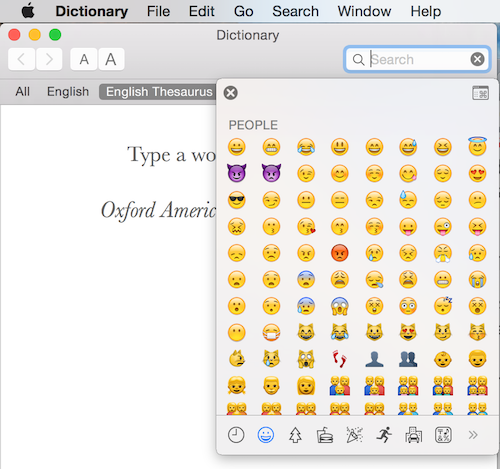 Dictionary File Edit Go Search Window Help
Dictionary
A A
Search
All English English Thesaurus
PEOPLE
Type a wo
Oxford Americ